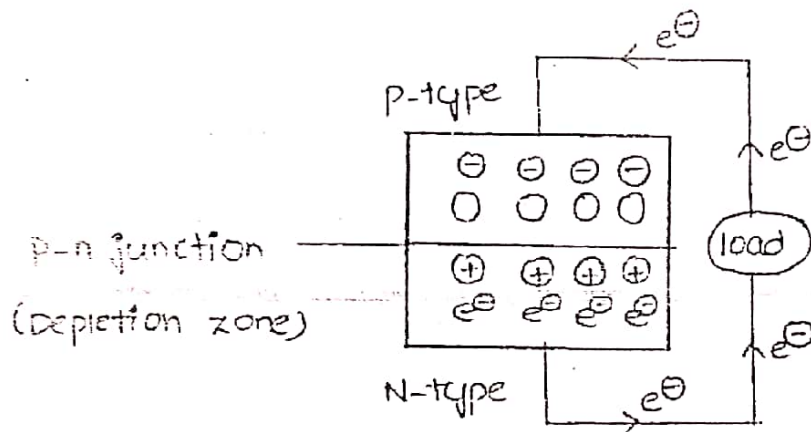 e⊖
P-type
e⊖
⊖ ⊖ ⊖ ⊖
p-n junction
load
+ + + +
(Depletion zone)
e⊖ e⊖ e⊖ e⊖
e⊖
N-type
e⊖